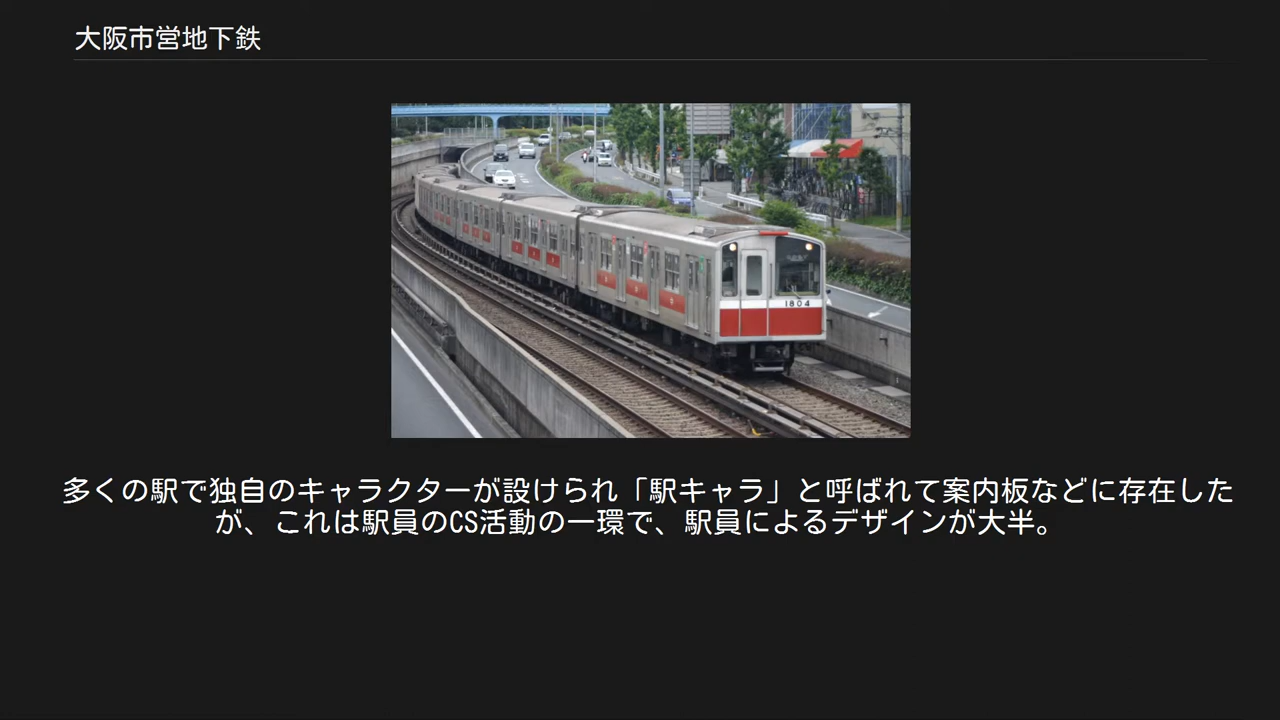 大阪市営地下鉄
1804
多くの駅で独自のキャラクターが設けられ「駅キャラ」と呼ばれて案内板などに存在した
が、これは駅員のCS活動の一環で、駅員によるデザインが大半。